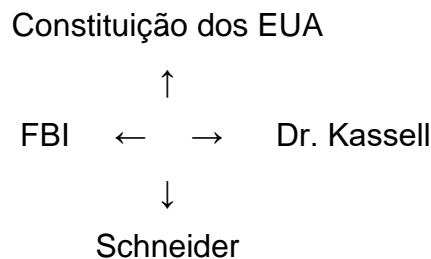 Constituição dos EUA
↑
FBI ← → Dr. Kassell
↓
Schneider